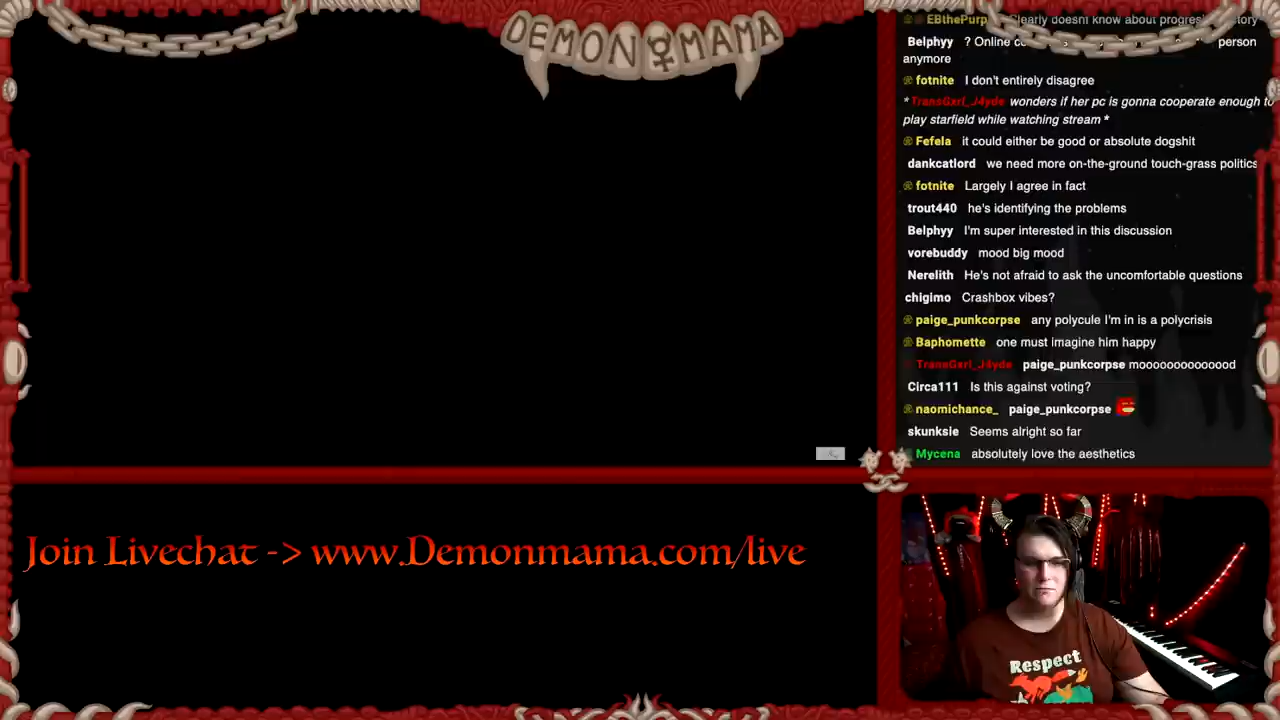 DEMON MAMA
EBthePurp Clearly doesnt know about
Belphyy ? Online person
anymore
fotnite I don't entirely disagree
* TransGxrl_J4yde wonders if her pc is gonna cooperate enough to
play starfield while watching stream *
Fefela it could either be good or absolute dogshit
dankcatlord we need more on-the-ground touch-grass politics
fotnite Largely I agree in fact
trout440 he's identifying the problems
Belphyy I'm super interested in this discussion
vorebuddy mood big mood
Nerelith He's not afraid to ask the uncomfortable questions
chigimo Crashbox vibes?
paige_punkcorpse any polycule I'm in is a polycrisis
Baphomette one must imagine him happy
TransGxrl_J4yde paige_punkcorpse moooooooooooood
Circa111 Is this against voting?
naomichance_ paige_punkcorpse
skunksie Seems alright so far
Mycena absolutely love the aesthetics
Join Livechat -> www.Demonmama.com/live
Respect